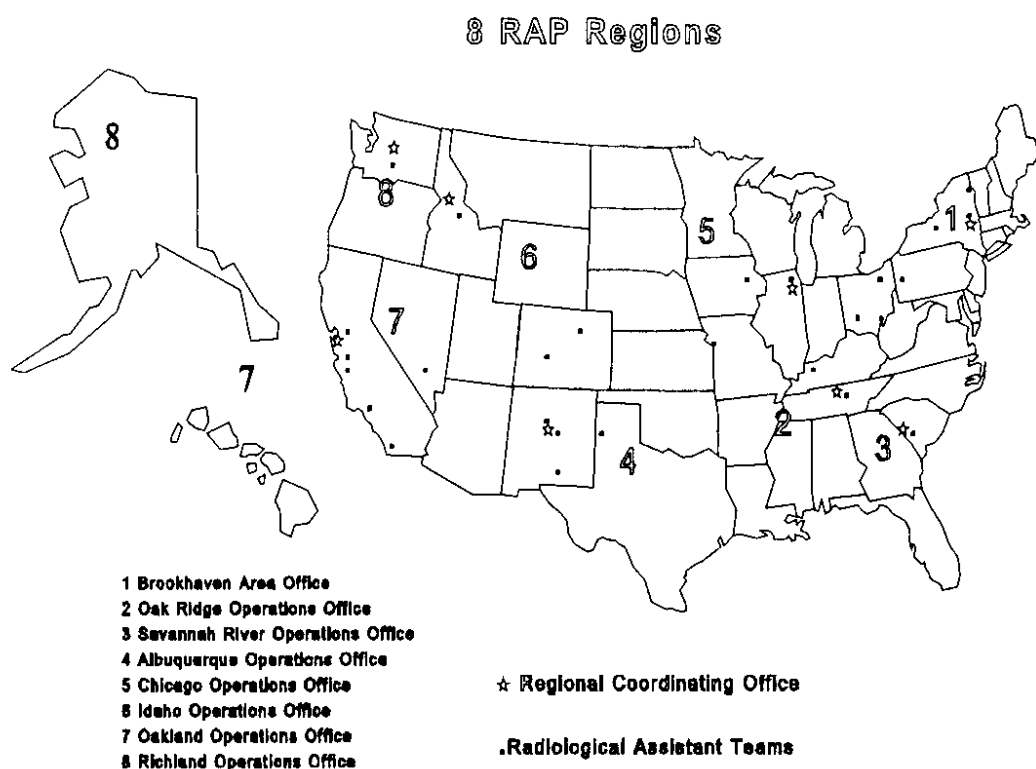 8 RAP Regions
8
8
5
1
6
7
7
2
3
4
1 Brookhaven Area Office
2 Oak Ridge Operations Office
3 Savannah River Operations Office
4 Albuquerque Operations Office
5 Chicago Operations Office
6 Idaho Operations Office
7 Oakland Operations Office
8 Richland Operations Office
☆ Regional Coordinating Office
.Radiological Assistant Teams